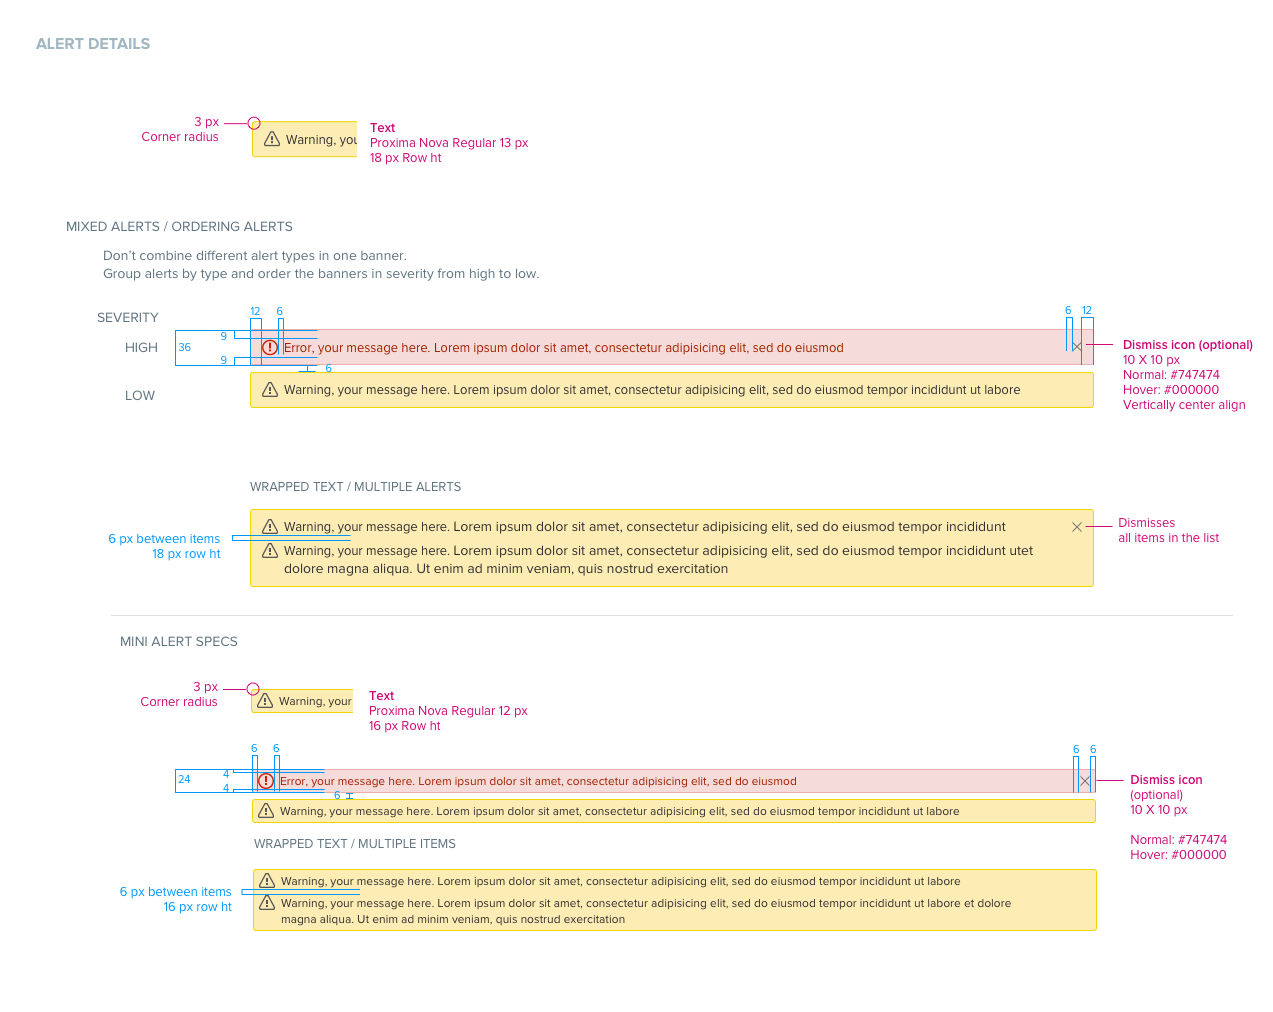 ALERT DETAILS
3 px
Corner radius
Warning, you
Text
Proxima Nova Regular 13 px
18 px Row ht
MIXED ALERTS / ORDERING ALERTS
Don’t combine different alert types in one banner.
Group alerts by type and order the banners in severity from high to low.
SEVERITY
12 6 6 12
HIGH
36
9
9
Error, your message here. Lorem ipsum dolor sit amet, consectetur adipisicing elit, sed do eiusmod
6
Dismiss icon (optional)
10 X 10 px
Normal: #747474
Hover: #000000
Vertically center align
LOW
Warning, your message here. Lorem ipsum dolor sit amet, consectetur adipisicing elit, sed do eiusmod tempor incididunt ut labore
WRAPPED TEXT / MULTIPLE ALERTS
Warning, your message here. Lorem ipsum dolor sit amet, consectetur adipisicing elit, sed do eiusmod tempor incididunt
Warning, your message here. Lorem ipsum dolor sit amet, consectetur adipisicing elit, sed do eiusmod tempor incididunt utet
dolore magna aliqua. Ut enim ad minim veniam, quis nostrud exercitation
6 px between items
18 px row ht
Dismisses
all items in the list
MINI ALERT SPECS
3 px
Corner radius
Warning, your
Text
Proxima Nova Regular 12 px
16 px Row ht
6 6 6 6
24
4
4
Error, your message here. Lorem ipsum dolor sit amet, consectetur adipisicing elit, sed do eiusmod
6
Dismiss icon
(optional)
10 X 10 px
Normal: #747474
Hover: #000000
Warning, your message here. Lorem ipsum dolor sit amet, consectetur adipisicing elit, sed do eiusmod tempor incididunt ut labore
WRAPPED TEXT / MULTIPLE ITEMS
Warning, your message here. Lorem ipsum dolor sit amet, consectetur adipisicing elit, sed do eiusmod tempor incididunt ut labore
Warning, your message here. Lorem ipsum dolor sit amet, consectetur adipisicing elit, sed do eiusmod tempor incididunt ut labore et dolore
magna aliqua. Ut enim ad minim veniam, quis nostrud exercitation
6 px between items
16 px row ht